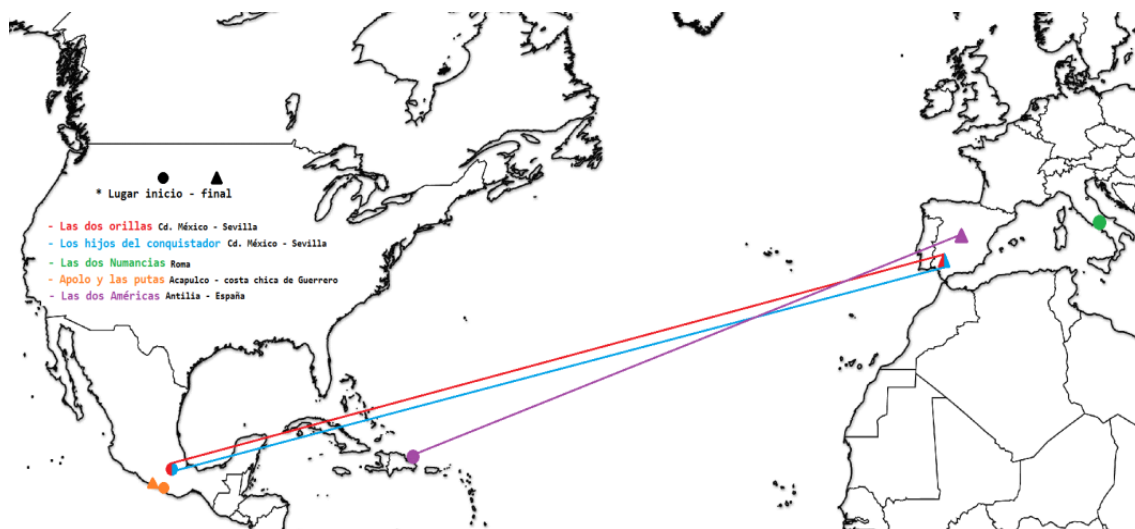 * Lugar inicio - final
- Las dos orillas Cd. México - Sevilla
- Los hijos del conquistador Cd. México - Sevilla
- Las dos Numancias Roma
- Apolo y las putas Acapulco - costa chica de Guerrero
- Las dos Américas Antilia - España